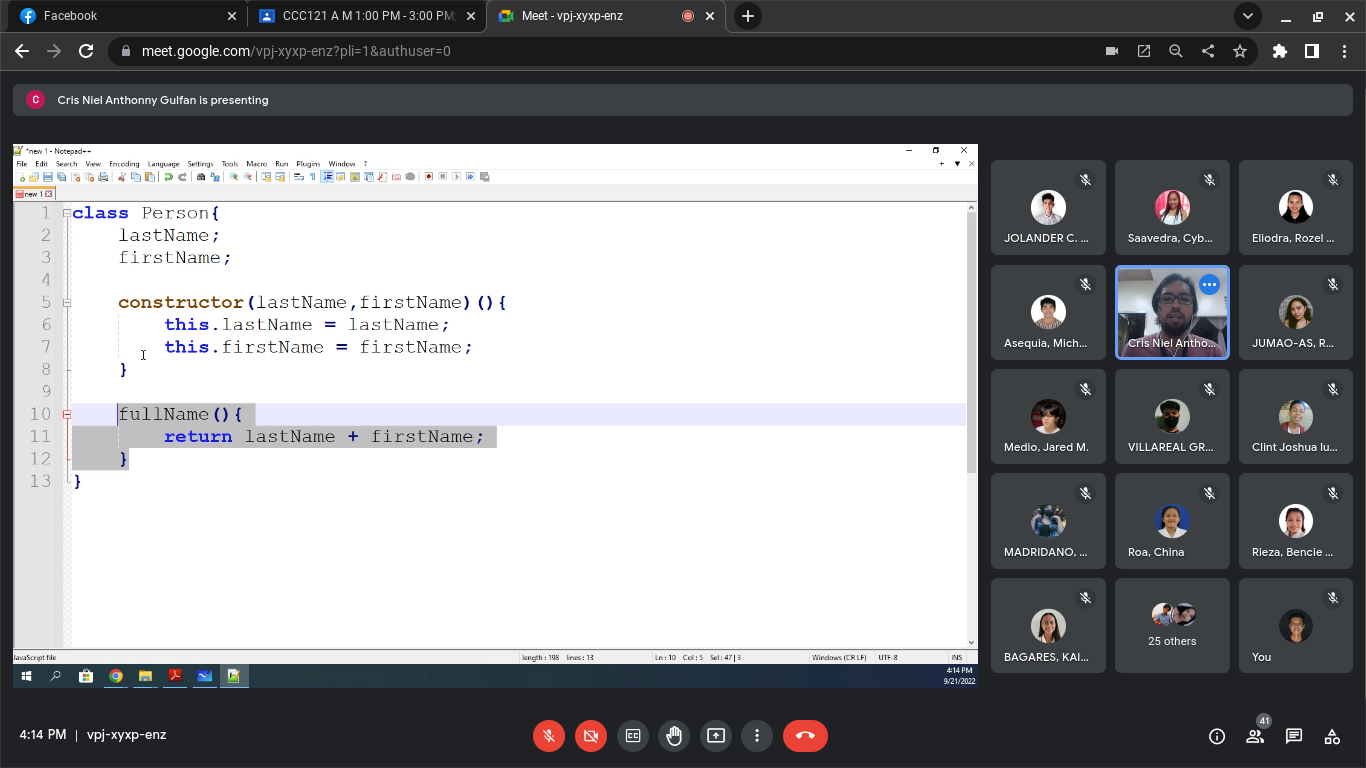 Facebook
CCC121 A M 1:00 PM - 3:00 PM
Meet - vpj-xyxp-enz
meet.google.com/vpj-xyxp-enz?pli=1&authuser=0
C Cris Niel Anthonny Gulfan is presenting
*new 1 - Notepad++
File Edit Search View Encoding Language Settings Tools Macro Run Plugins Window ?
new 1
1 class Person{
2 lastName;
3 firstName;
4
5 constructor(lastName,firstName)(){
6 this.lastName = lastName;
7 this.firstName = firstName;
8 }
9
10 fullName(){
11 return lastName + firstName;
12 }
13 }
JavaScript file length : 198 lines : 13 Ln : 10 Col : 5 Sel : 47 | 3 Windows (CR LF) UTF-8 INS
4:14 PM
9/21/2022
JOLANDER C. ...
Saavedra, Cyb...
Eliodra, Rozel ...
Asequia, Mich...
Cris Niel Antho...
JUMAO-AS, R...
Medio, Jared M.
VILLAREAL GR...
Clint Joshua lu...
MADRIDANO, ...
Roa, China
Rieza, Bencie ...
BAGARES, KAI...
25 others
You
4:14 PM | vpj-xyxp-enz
CC
41